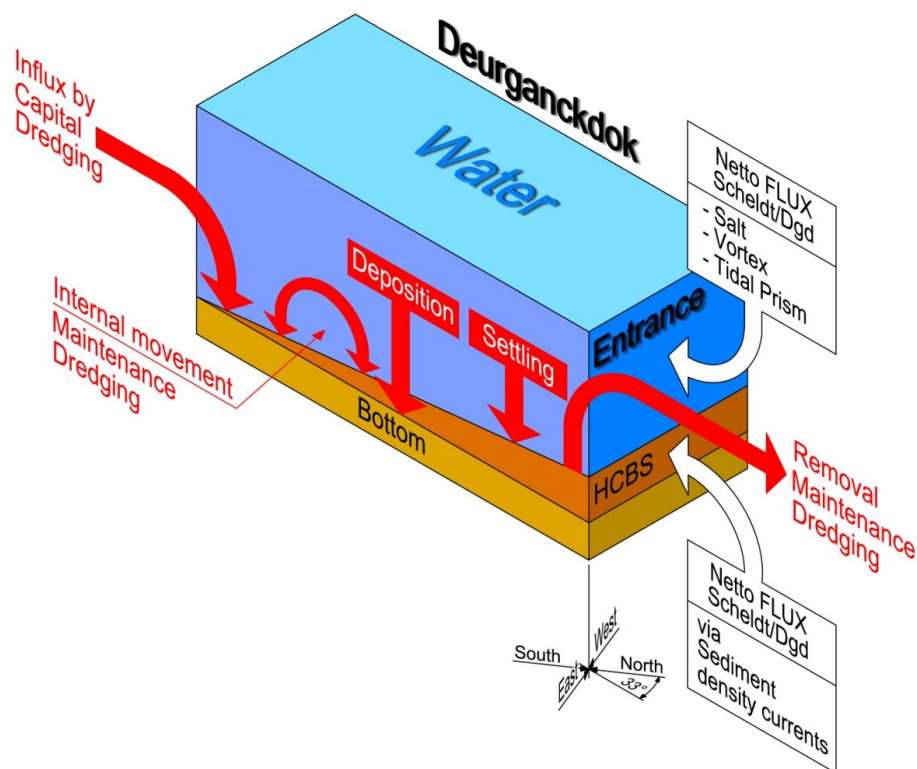 Deurganckdok
Water
Influx by
Capital
Dredging
Netto FLUX
Scheldt/Dgd
- Salt
- Vortex
- Tidal Prism
Deposition
Settling
Entrance
Internal movement
Maintenance
Dredging
Bottom
HCBS
Removal
Maintenance
Dredging
Netto FLUX
Scheldt/Dgd
via
Sediment
density currents
West
South
North
East
33°